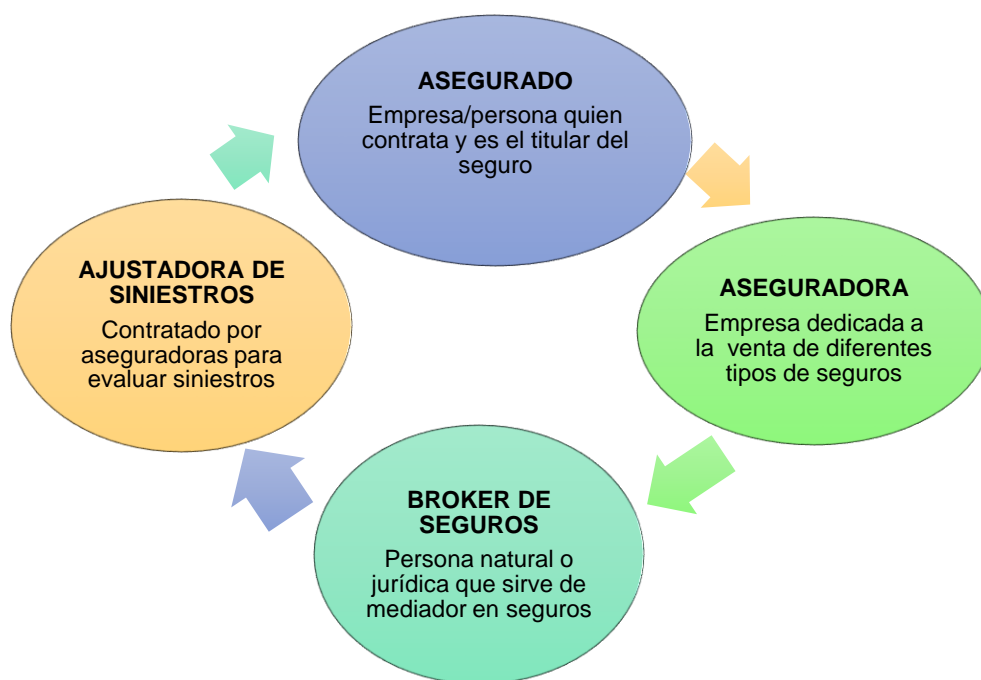 ASEGURADO
Empresa/persona quien
contrata y es el titular del
seguro
ASEGURADORA
Empresa dedicada a
la venta de diferentes
tipos de seguros
BROKER DE
SEGUROS
Persona natural o
jurídica que sirve de
mediador en seguros
AJUSTADORA DE
SINIESTROS
Contratado por
aseguradoras para
evaluar siniestros